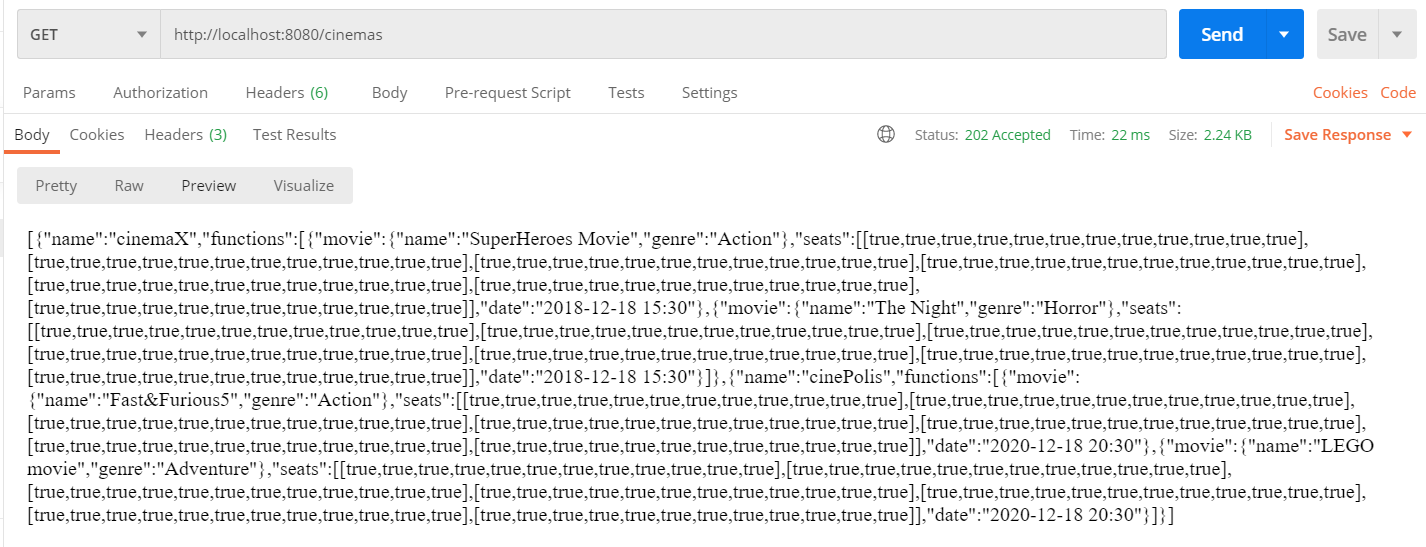 GET
http://localhost:8080/cinemas
Send
Save
Params Authorization Headers (6) Body Pre-request Script Tests Settings Cookies Code
Body Cookies Headers (3) Test Results Status: 202 Accepted Time: 22 ms Size: 2.24 KB Save Response
Pretty Raw Preview Visualize
[{"name":"cinemaX","functions":[{"movie":{"name":"SuperHeroes Movie","genre":"Action"},"seats":[[true,true,true,true,true,true,true,true,true,true,true,true],
[true,true,true,true,true,true,true,true,true,true,true,true],[true,true,true,true,true,true,true,true,true,true,true,true],[true,true,true,true,true,true,true,true,true,true,true,true],
[true,true,true,true,true,true,true,true,true,true,true,true],[true,true,true,true,true,true,true,true,true,true,true,true],
[true,true,true,true,true,true,true,true,true,true,true,true]],"date":"2018-12-18 15:30"},{"movie":{"name":"The Night","genre":"Horror"},"seats":
[[true,true,true,true,true,true,true,true,true,true,true,true],[true,true,true,true,true,true,true,true,true,true,true,true],[true,true,true,true,true,true,true,true,true,true,true,true],
[true,true,true,true,true,true,true,true,true,true,true,true],[true,true,true,true,true,true,true,true,true,true,true,true],[true,true,true,true,true,true,true,true,true,true,true,true],
[true,true,true,true,true,true,true,true,true,true,true,true]],"date":"2018-12-18 15:30"}]},{"name":"cinePolis","functions":[{"movie":
{"name":"Fast&Furious5","genre":"Action"},"seats":[[true,true,true,true,true,true,true,true,true,true,true,true],[true,true,true,true,true,true,true,true,true,true,true,true],
[true,true,true,true,true,true,true,true,true,true,true,true],[true,true,true,true,true,true,true,true,true,true,true,true],[true,true,true,true,true,true,true,true,true,true,true,true],
[true,true,true,true,true,true,true,true,true,true,true,true],[true,true,true,true,true,true,true,true,true,true,true,true]],"date":"2020-12-18 20:30"},{"movie":{"name":"LEGO
movie","genre":"Adventure"},"seats":[[true,true,true,true,true,true,true,true,true,true,true,true],[true,true,true,true,true,true,true,true,true,true,true,true],
[true,true,true,true,true,true,true,true,true,true,true,true],[true,true,true,true,true,true,true,true,true,true,true,true],[true,true,true,true,true,true,true,true,true,true,true,true],
[true,true,true,true,true,true,true,true,true,true,true,true],[true,true,true,true,true,true,true,true,true,true,true,true]],"date":"2020-12-18 20:30"}]}]